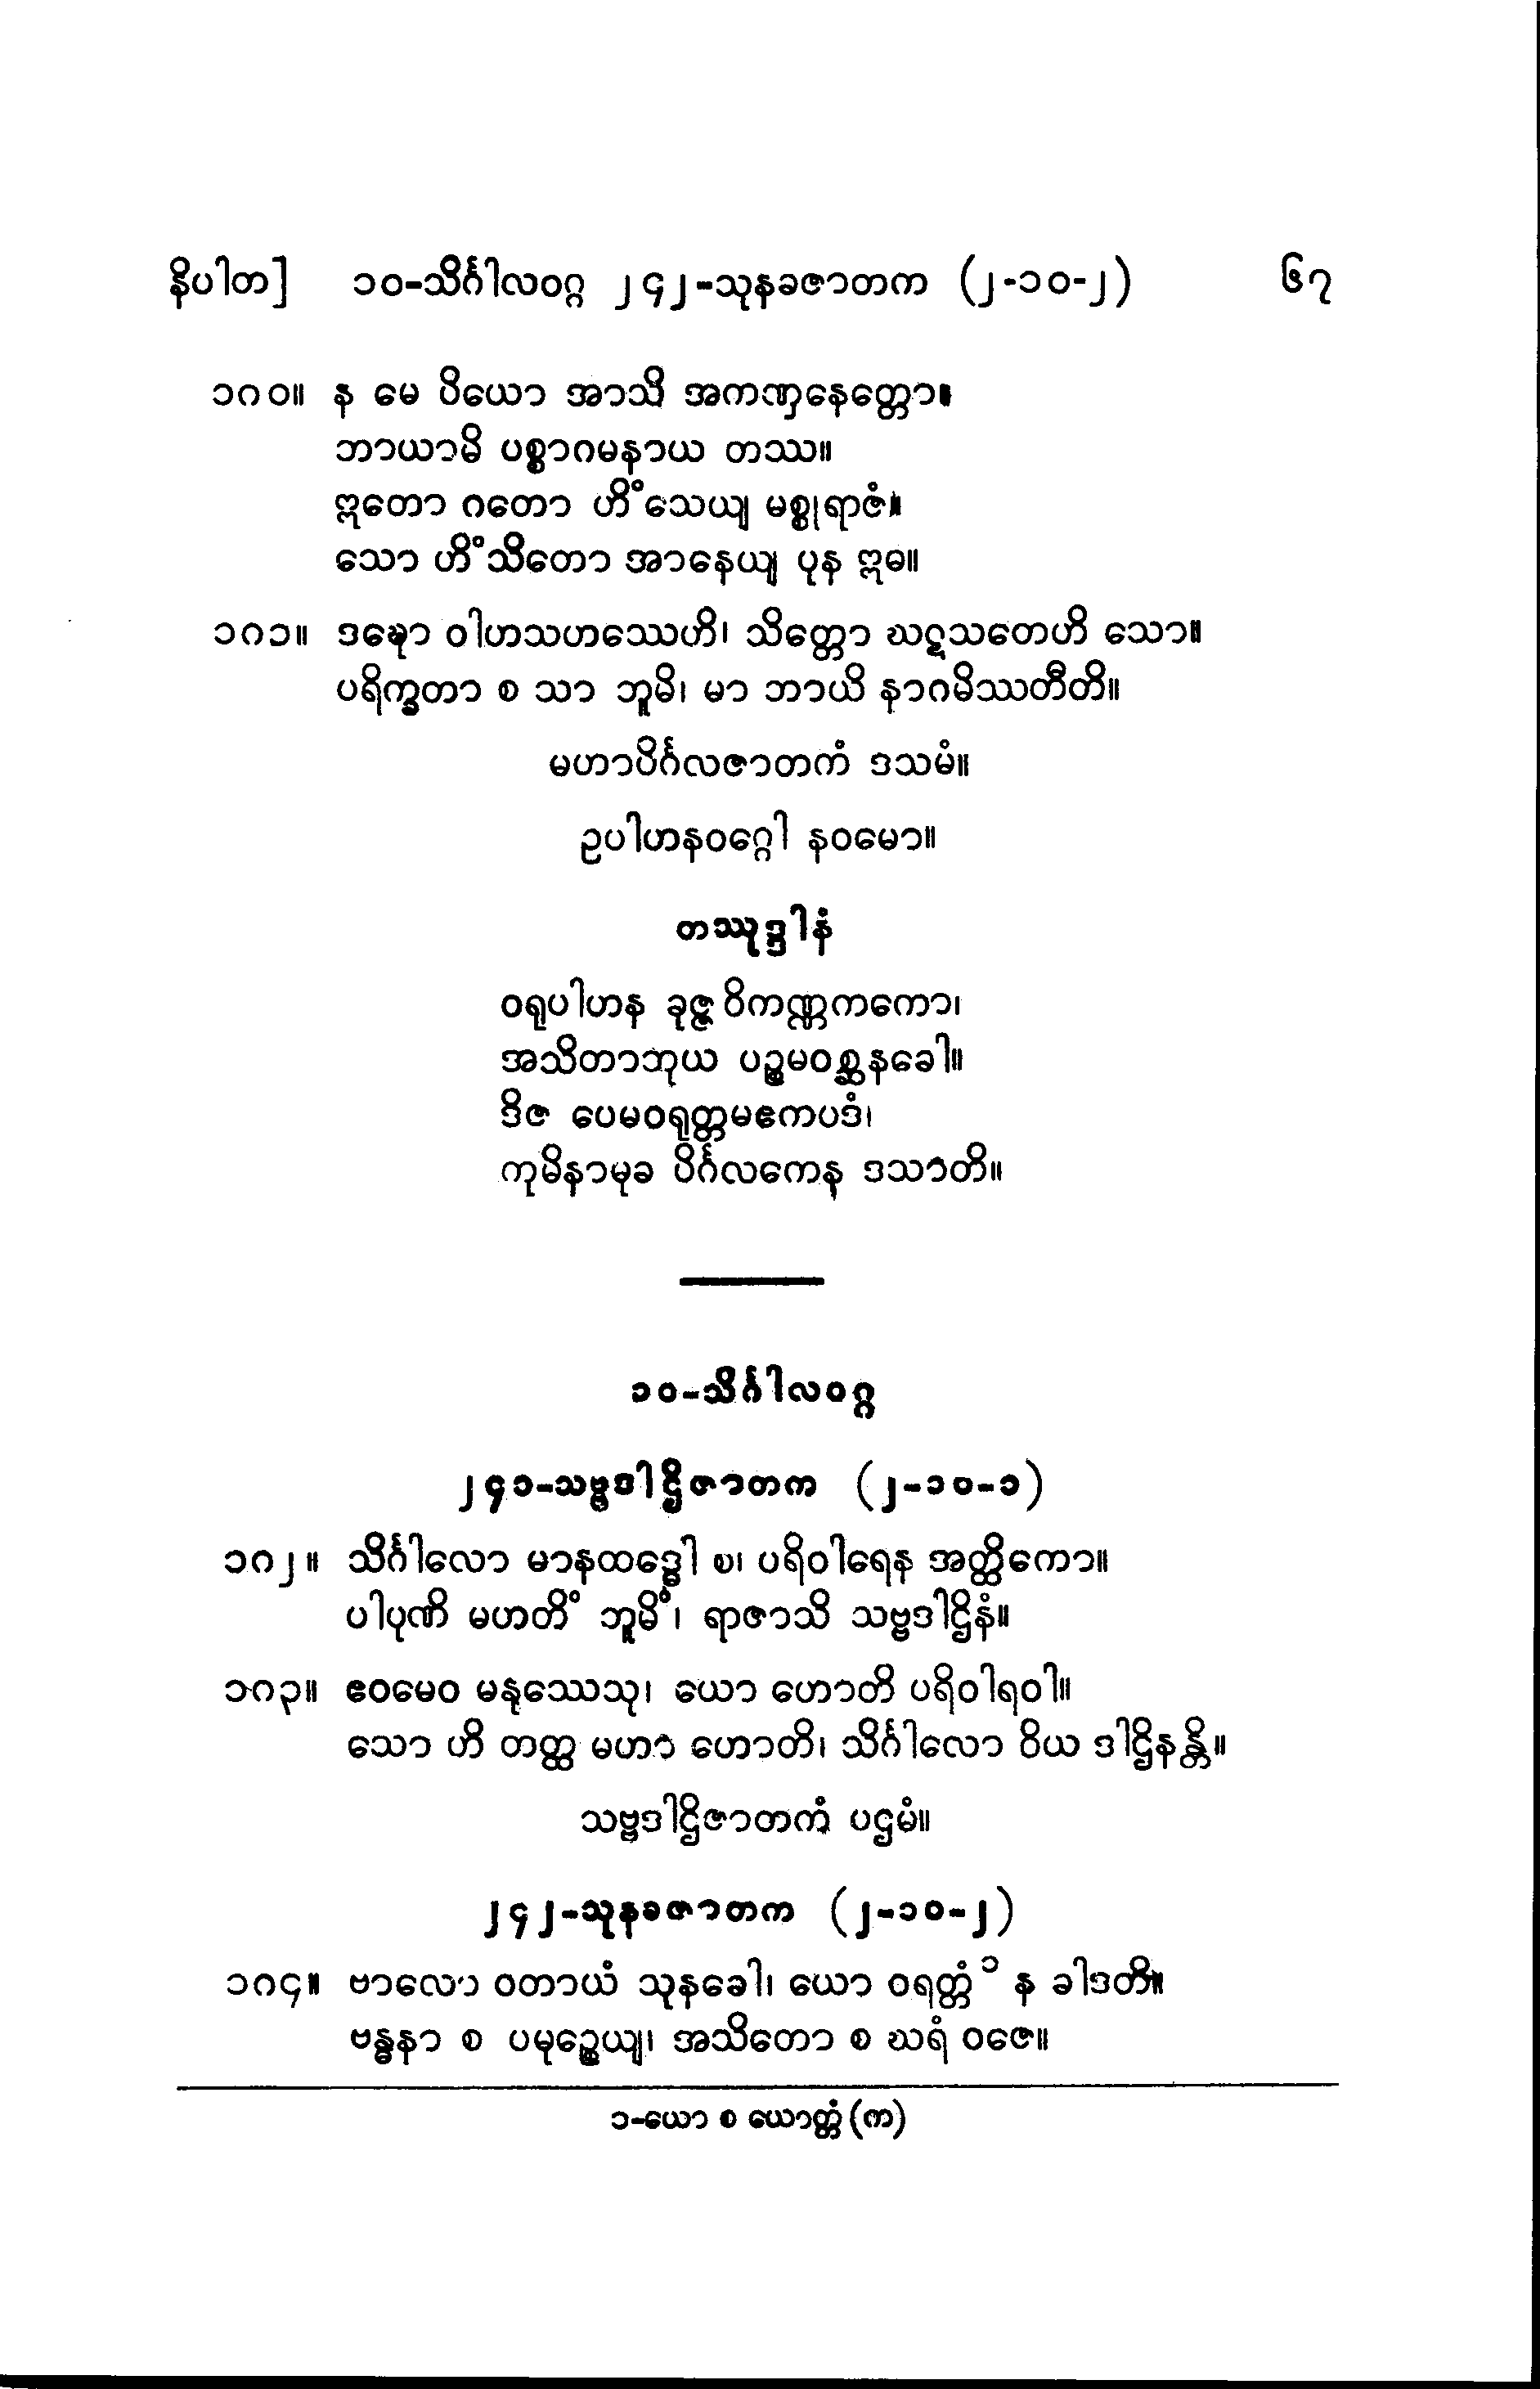 နိပါတ] ၁၀-သိင်္ဂါလဝဂ္ဂ ၂၄၂-သုနခဇာတက (၂-၁၀-၂) ၆၇
၁၈၀။ န မေ ပိယော အာသိ အကဏှနေတ္တော။
ဘာယာမိ ပစ္စာဂမနာယ တဿ။
ဣတော ဂတော ဟိံသေယျ မစ္စုရာဇံ။
သော ဟိံသိတော အာနေယျ ပုန ဣဓ။
၁၈၁။ ဒဍ္ဎော ဝါဟသဟဿေဟိ၊ သိတ္တော ဃဋသတေဟိ သော။
ပရိက္ခတာ စ သာ ဘူမိ၊ မာ ဘာယိ နာဂမိဿတီတိ။
မဟာပိင်္ဂလဇာတကံ ဒသမံ။
ဥပါဟနဝဂ္ဂေါ နဝမော။
တဿုဒ္ဒါနံ
ဝရုပါဟန ခုဇ္ဇ ဝိကဏ္ဏကကော၊
အသိတာဘုယ ပဉ္စမဝစ္ဆနခေါ။
ဒိဇ ပေမဝရုတ္တမဧကပဒံ၊
ကုမိနာမုခ ပိင်္ဂလကေန ဒသာတိ။
၁၀-သိင်္ဂါလဝဂ္ဂ
၂၄၁-သဗ္ဗဒါဌိဇာတက (၂-၁၀-၁)
၁၈၂။ သိင်္ဂါလော မာနထဒ္ဓေါ စ၊ ပရိဝါရေန အတ္ထိကော။
ပါပုဏိ မဟတိံ ဘူမိံ၊ ရာဇာသိ သဗ္ဗဒါဌိနံ။
၁၈၃။ ဧဝမေဝ မနုဿေသု၊ ယော ဟောတိ ပရိဝါရဝါ။
သော ဟိ တတ္ထ မဟာ ဟောတိ၊ သိင်္ဂါလော ဝိယ ဒါဌိနန္တိ။
သဗ္ဗဒါဌိဇာတကံ ပဌမံ။
၂၄၂-သုနခဇာတက (၂-၁၀-၂)
၁၈၄။ ဗာလော ဝတာယံ သုနခေါ၊ ယော ဝရတ္တံ ၁ န ခါဒတိ။
ဗန္ဓနာ စ ပမုဉ္စေယျ၊ အသိတော စ ဃရံ ဝဇေ။
၁-ယော စ ယောတ္တံ (က)